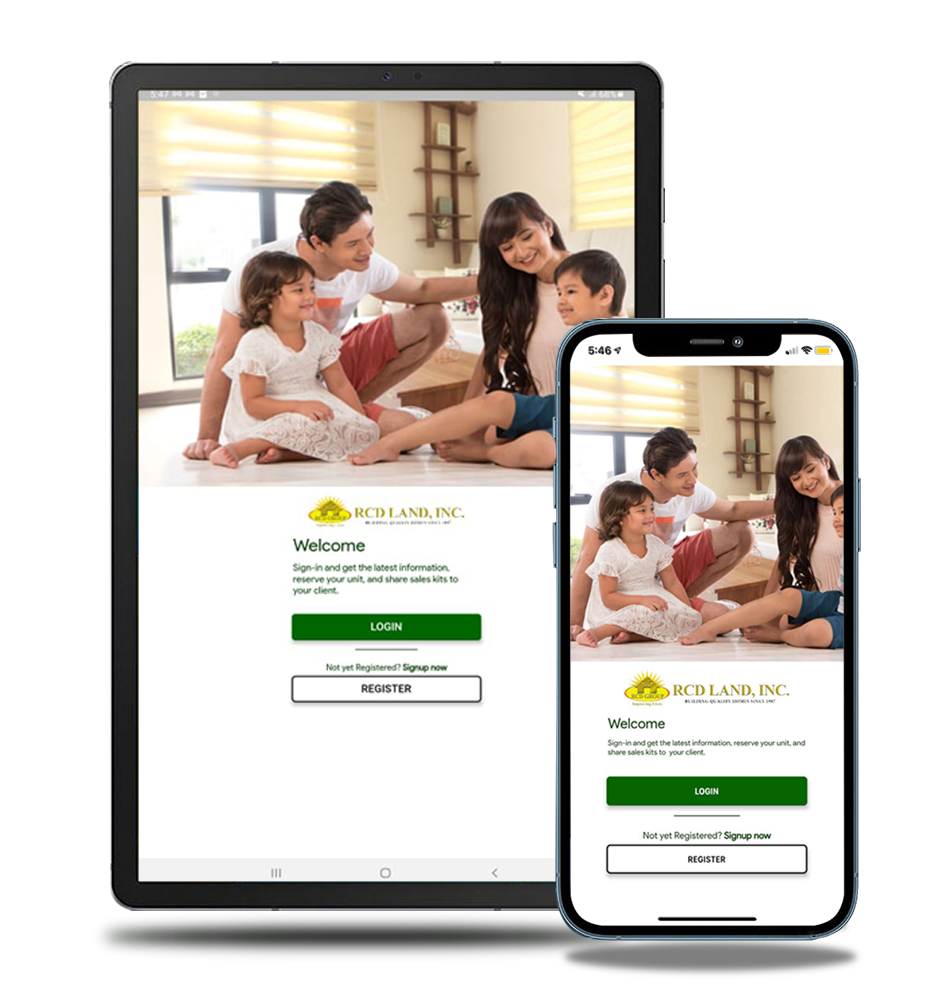 5:47
66%
RCD GROUP
RCD LAND, INC.
BUILDING QUALITY HOMES SINCE 1987
Welcome
Sign-in and get the latest information,
reserve your unit, and share sales kits to
your client.
LOGIN
Not yet Registered? Signup now
REGISTER
5:46
RCD GROUP
RCD LAND, INC.
BUILDING QUALITY HOMES SINCE 1987
Welcome
Sign-in and get the latest information, reserve your unit, and
share sales kits to your client.
LOGIN
Not yet Registered? Signup now
REGISTER